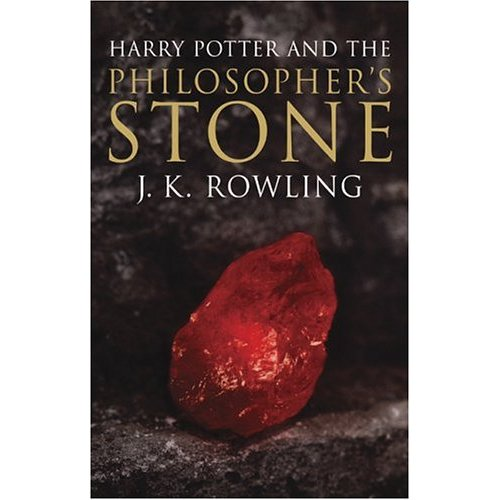 HARRY POTTER AND THE
PHILOSOPHER'S
STONE
J. K. ROWLING